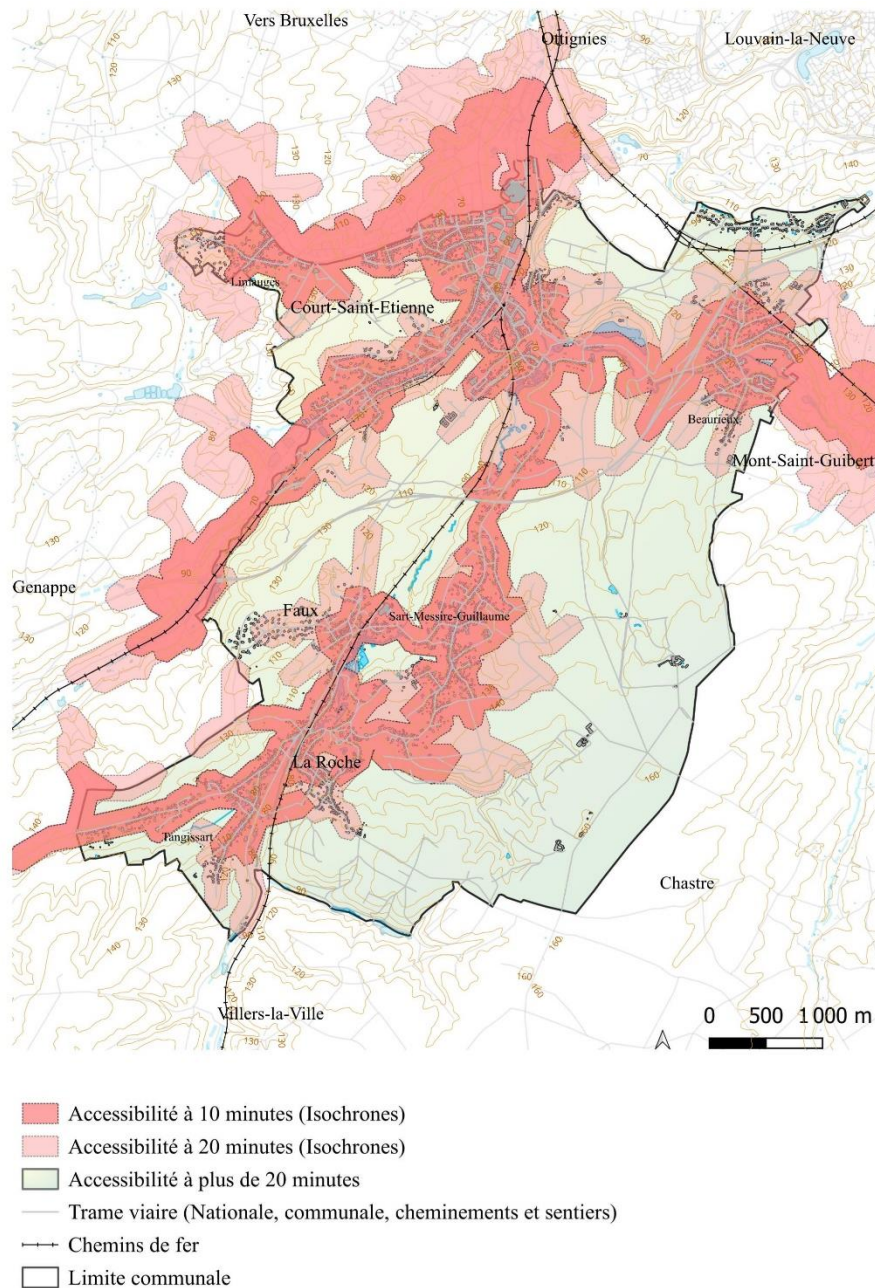 Vers Bruxelles
Ottignies
Louvain-la-Neuve
Limauges
Court-Saint-Etienne
Beaurieux
Mont-Saint-Guibert
Genappe
Faux
Sart-Messire-Guillaume
La Roche
Tangissart
Chastre
Villers-la-Ville
0 500 1 000 m
Accessibilité à 10 minutes (Isochrones)
Accessibilité à 20 minutes (Isochrones)
Accessibilité à plus de 20 minutes
Trame viaire (Nationale, communale, cheminements et sentiers)
Chemins de fer
Limite communale